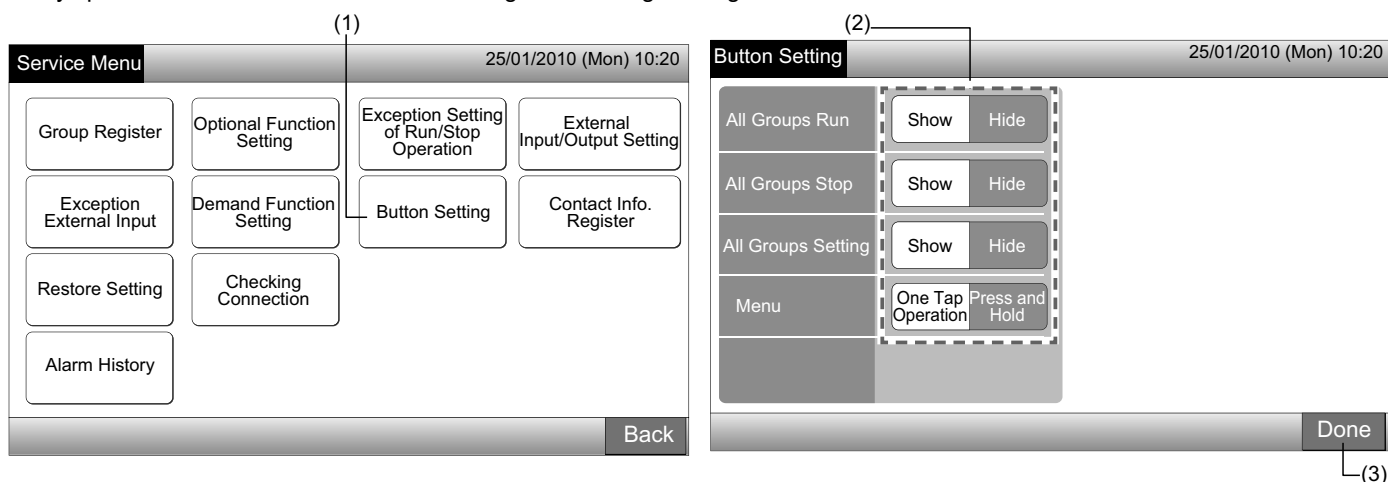 (1)
Service Menu
25/01/2010 (Mon) 10:20
Group Register
Optional Function
Setting
Exception Setting
of Run/Stop
Operation
External
Input/Output Setting
Exception
External Input
Demand Function
Setting
Button Setting
Contact Info.
Register
Restore Setting
Checking
Connection
Alarm History
Back
(2)
Button Setting
25/01/2010 (Mon) 10:20
All Groups Run
Show
Hide
All Groups Stop
Show
Hide
All Groups Setting
Show
Hide
Menu
One Tap
Operation
Press and
Hold
Done
(3)